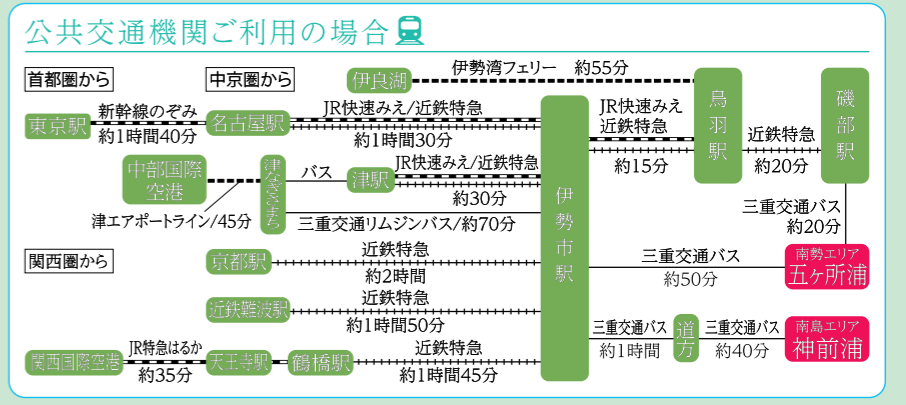 公共交通機関ご利用の場合
首都圏から
中京圏から
伊良湖
伊勢湾フェリー 約55分
鳥羽駅
磯部駅
東京駅
新幹線のぞみ
約1時間40分
名古屋駅
JR快速みえ/近鉄特急
約1時間30分
伊勢市駅
JR快速みえ
近鉄特急
約15分
近鉄特急
約20分
中部国際
空港
津エアポートライン/45分
津なぎさまち
バス
津駅
JR快速みえ/近鉄特急
約30分
三重交通リムジンバス/約70分
三重交通バス
約20分
関西圏から
京都駅
近鉄特急
約2時間
三重交通バス
約50分
南勢エリア
五ヶ所浦
近鉄難波駅
近鉄特急
約1時間50分
三重交通バス
約1時間
道方
三重交通バス
約40分
南島エリア
神前浦
関西国際空港
JR特急はるか
約35分
天王寺駅
鶴橋駅
近鉄特急
約1時間45分